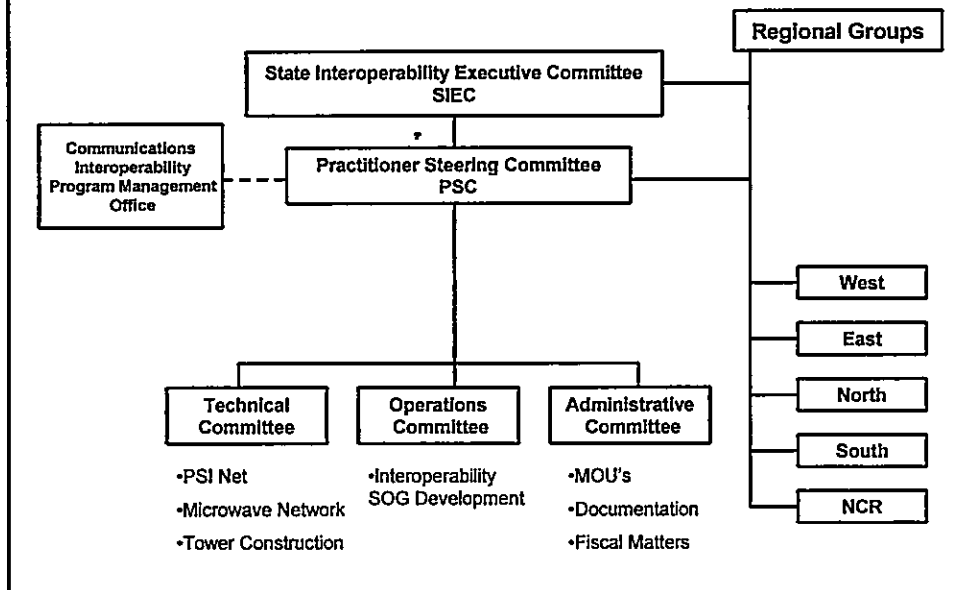 Regional Groups
State Interoperability Executive Committee
SIEC
Communications
Interoperability
Program Management
Office
Practitioner Steering Committee
PSC
West
East
North
South
NCR
Technical
Committee
•PSI Net
•Microwave Network
•Tower Construction
Operations
Committee
•Interoperability
SOG Development
Administrative
Committee
•MOU's
•Documentation
•Fiscal Matters